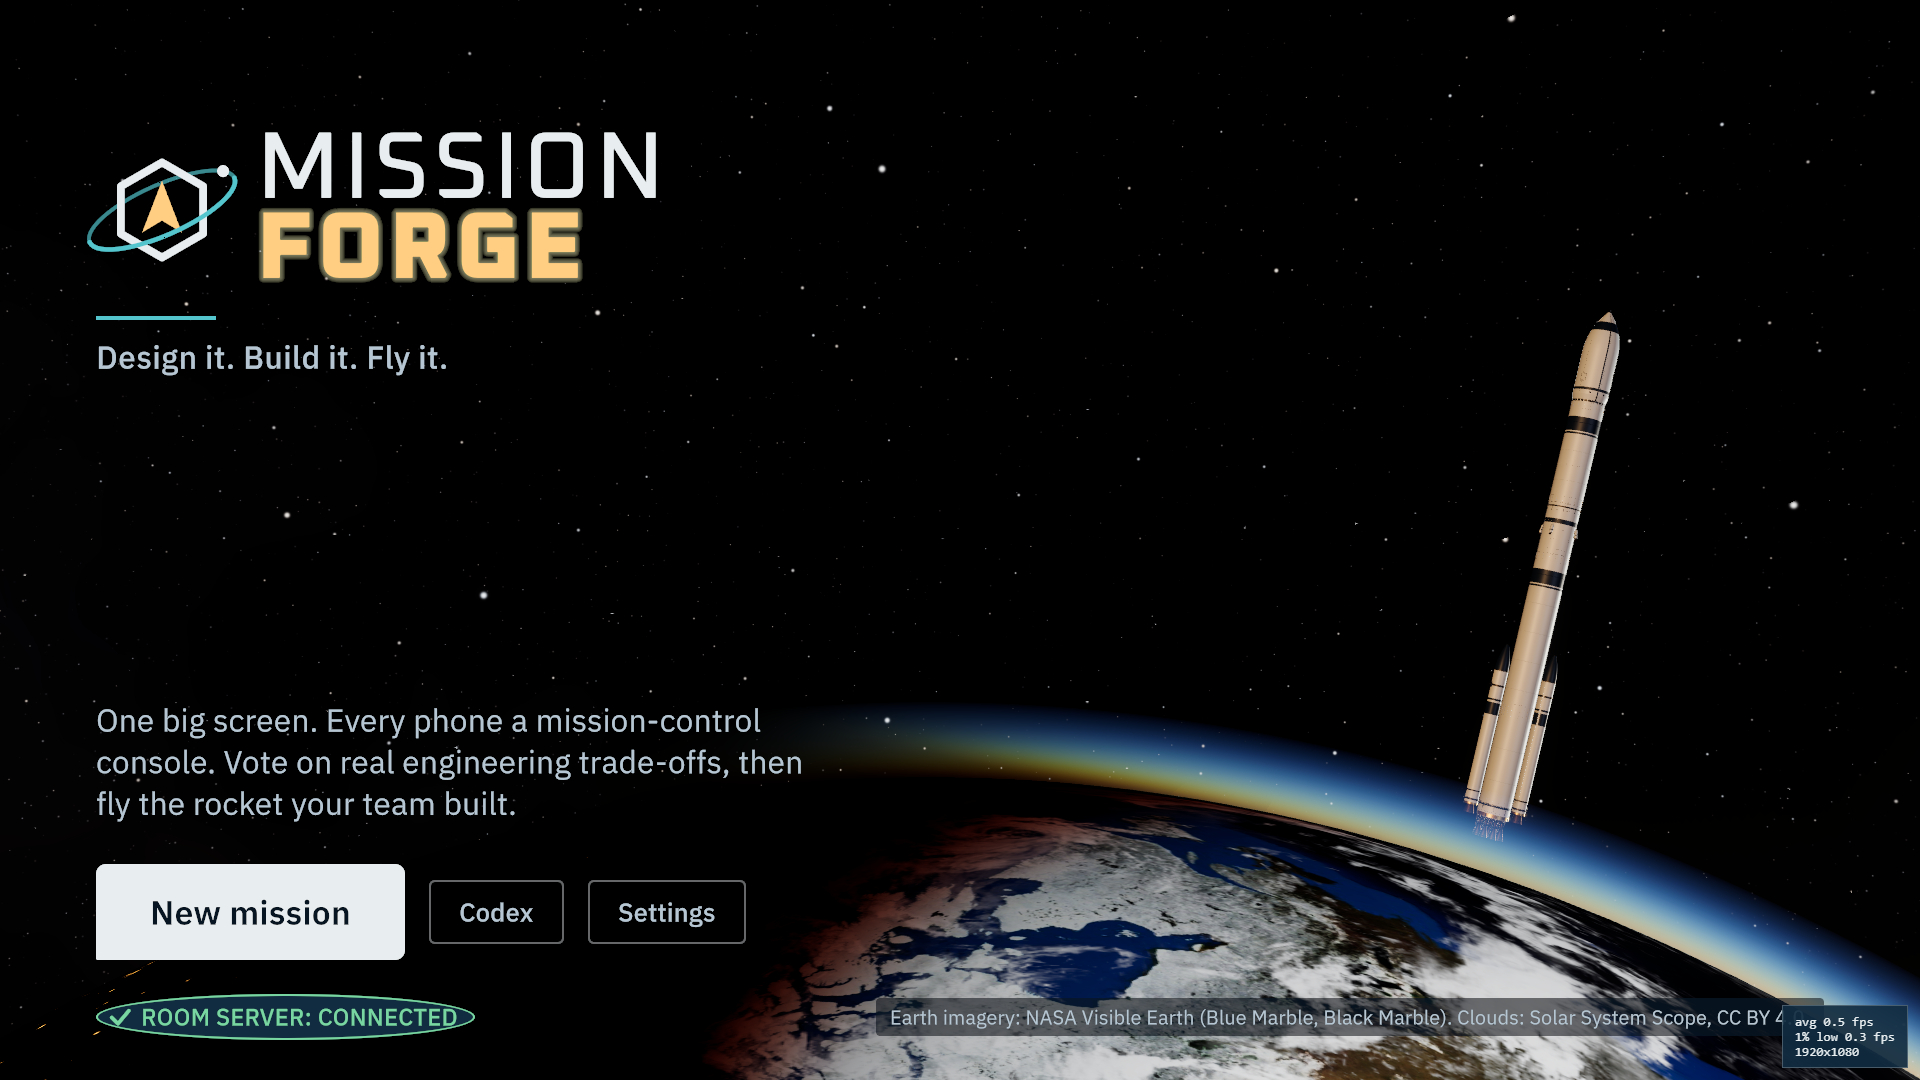 MISSION
FORGE
Design it. Build it. Fly it.
One big screen. Every phone a mission-control
console. Vote on real engineering trade-offs, then
fly the rocket your team built.
New mission
Codex
Settings
ROOM SERVER: CONNECTED
Earth imagery: NASA Visible Earth (Blue Marble, Black Marble). Clouds: Solar System Scope, CC BY
avg 0.5 fps
1% low 0.3 fps
1920x1080